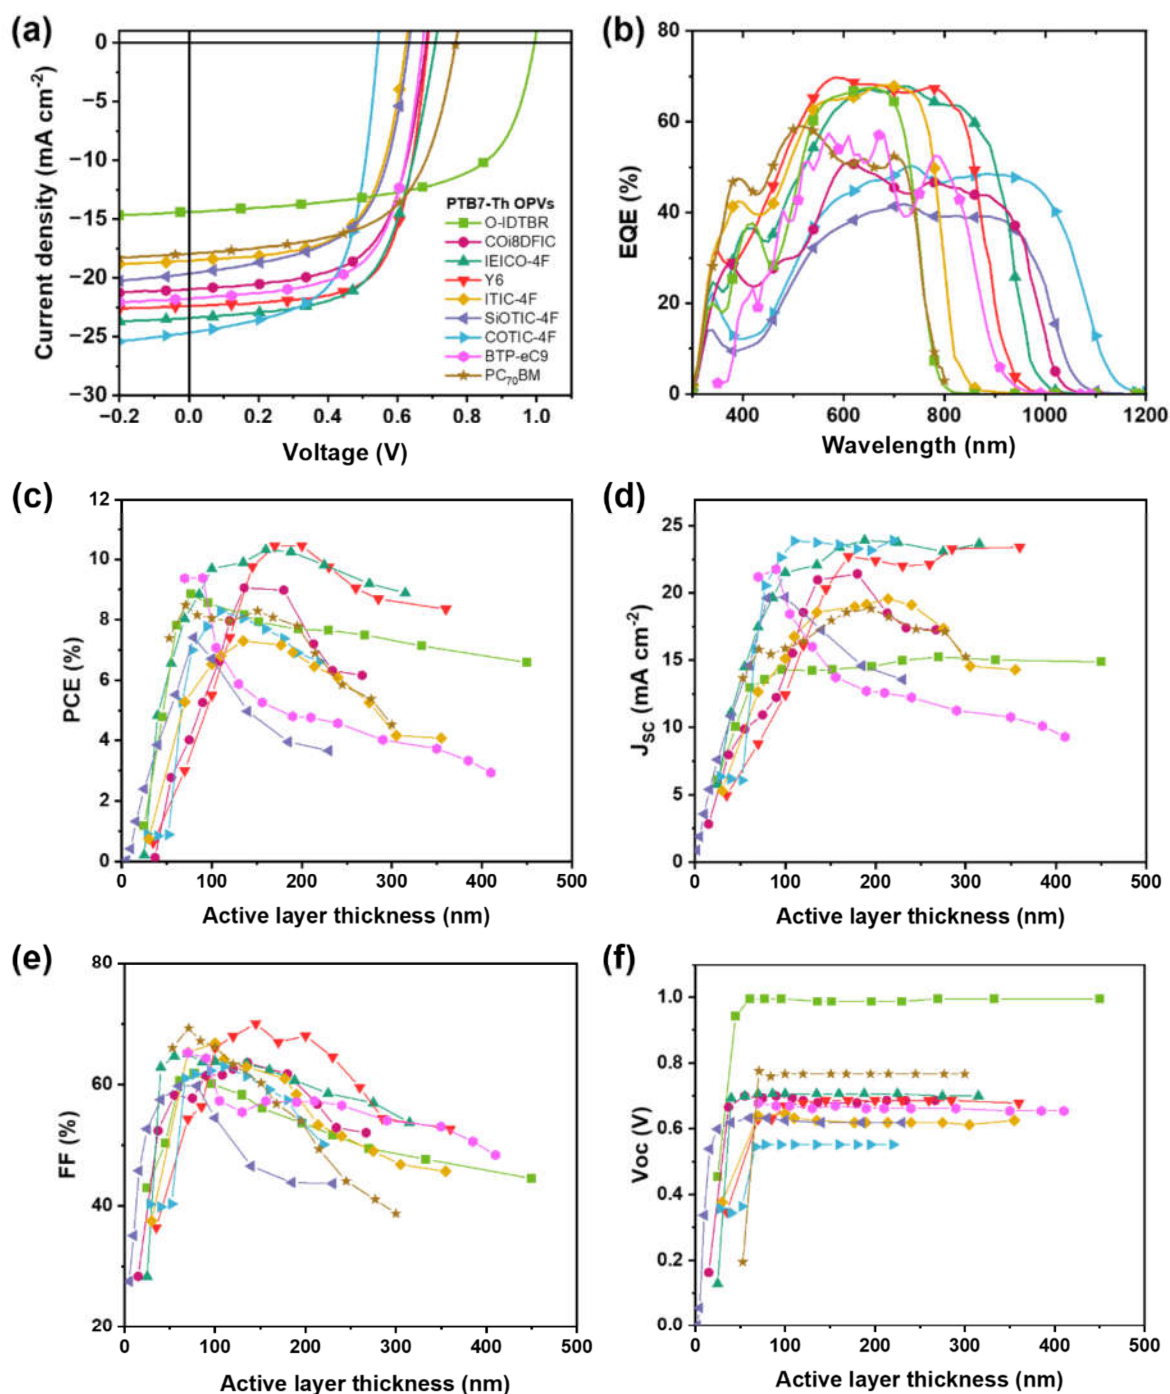 (a)
Current density (mA cm⁻²)
0
−5
−10
−15
−20
−25
−30
−0.2
0.0
0.2
0.4
0.6
0.8
1.0
Voltage (V)
PTB7-Th OPVs
O-IDTBR
COi8DFIC
IEICO-4F
Y6
ITIC-4F
SiOTIC-4F
COTIC-4F
BTP-eC9
PC₇₀BM
(b)
EQE (%)
80
60
40
20
0
400
600
800
1000
1200
Wavelength (nm)
(c)
PCE (%)
12
10
8
6
4
2
0
0
100
200
300
400
500
Active layer thickness (nm)
(d)
J_SC (mA cm⁻²)
25
20
15
10
5
0
0
100
200
300
400
500
Active layer thickness (nm)
(e)
FF (%)
80
60
40
20
0
100
200
300
400
500
Active layer thickness (nm)
(f)
Voc (V)
1.0
0.8
0.6
0.4
0.2
0.0
0
100
200
300
400
500
Active layer thickness (nm)